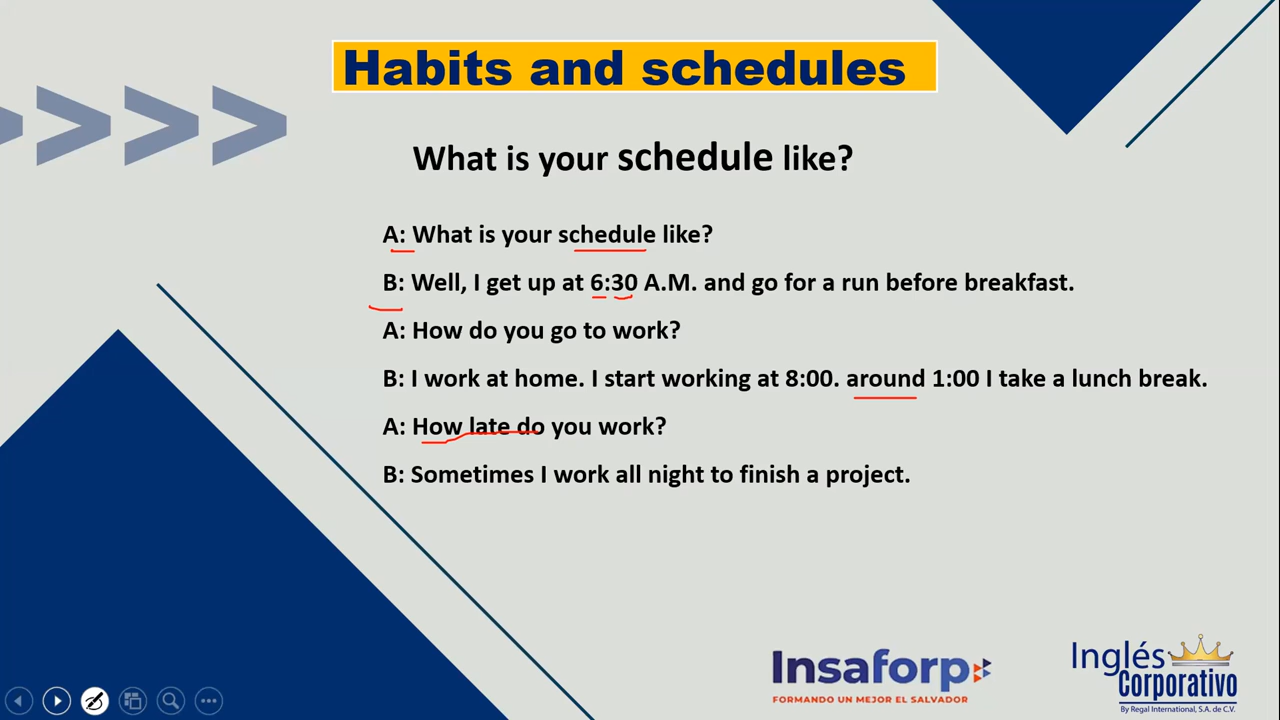 Habits and schedules
>>>>
What is your schedule like?
A: What is your schedule like?
B: Well, I get up at 6:30 A.M. and go for a run before breakfast.
A: How do you go to work?
B: I work at home. I start working at 8:00. around 1:00 I take a lunch break.
A: How late do you work?
B: Sometimes I work all night to finish a project.
Insaforp
FORMANDO UN MEJOR EL SALVADOR
Inglés
Corporativo
By Regal International, S.A. de C.V.